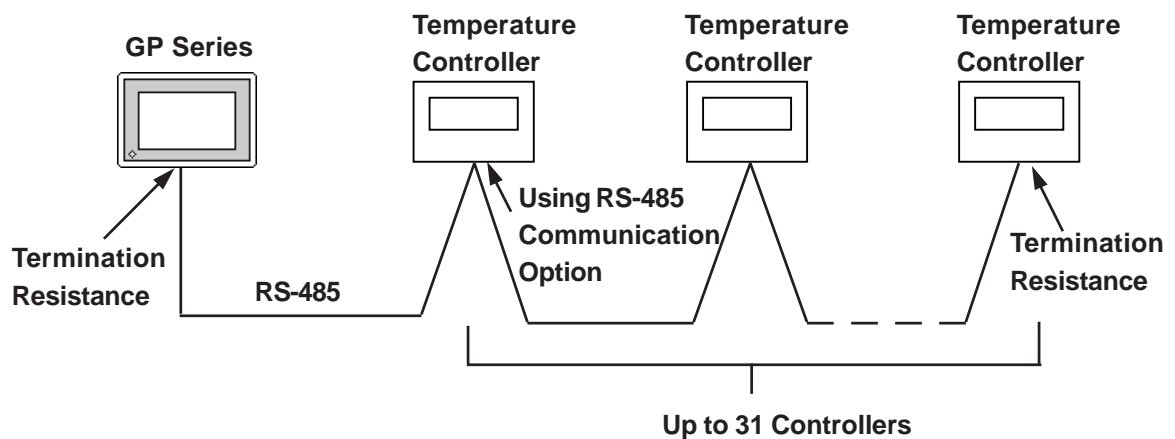 GP Series
Temperature
Controller
Temperature
Controller
Temperature
Controller
Using RS-485
Communication
Option
Termination
Resistance
RS-485
Termination
Resistance
Up to 31 Controllers